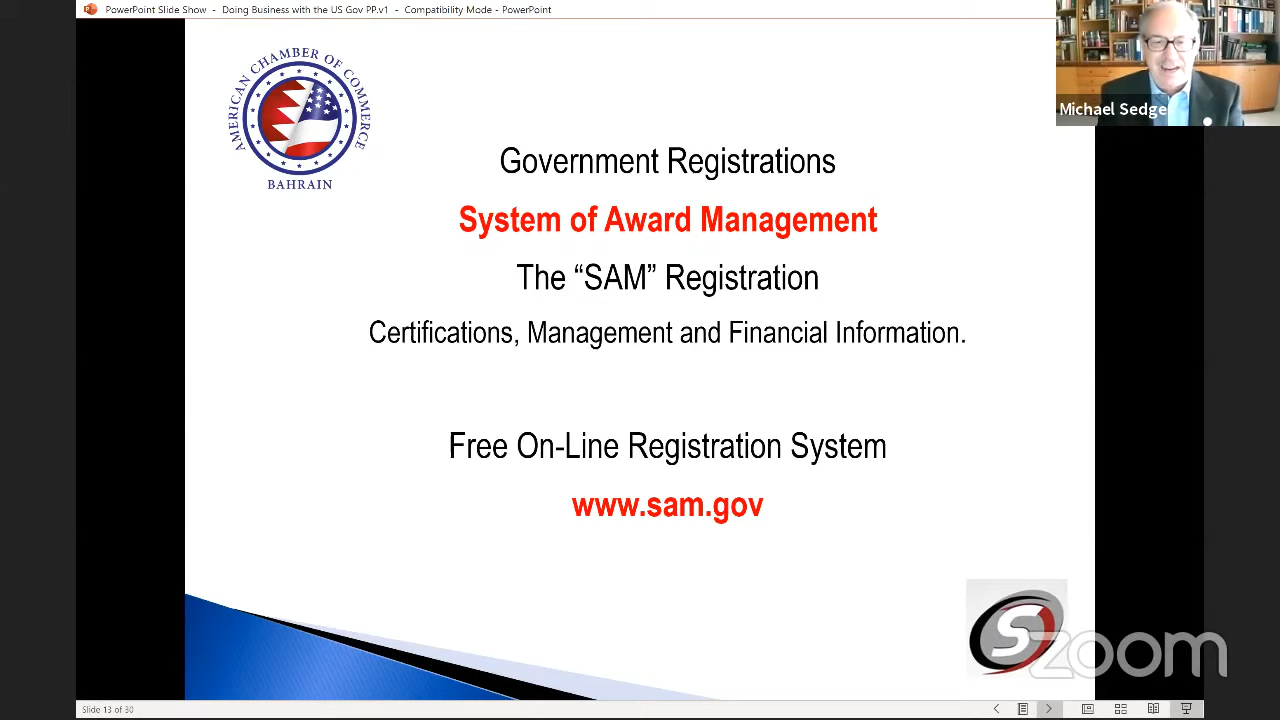 PowerPoint Slide Show - Doing Business with the US Gov PP.v1 - Compatibility Mode - PowerPoint
AMERICAN CHAMBER OF COMMERCE
BAHRAIN
Michael Sedge
Government Registrations
System of Award Management
The “SAM” Registration
Certifications, Management and Financial Information.
Free On-Line Registration System
www.sam.gov
S
zoom
Slide 13 of 30